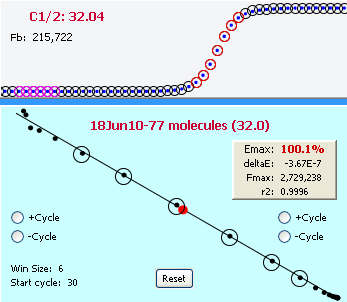 C1/2: 32.04
Fb: 215,722
18Jun10-77 molecules (32.0)
Emax: 100.1%
deltaE: -3.67E-7
Fmax: 2,729,238
r2: 0.9996
+Cycle
-Cycle
+Cycle
-Cycle
Win Size: 6
Start cycle: 30
Reset